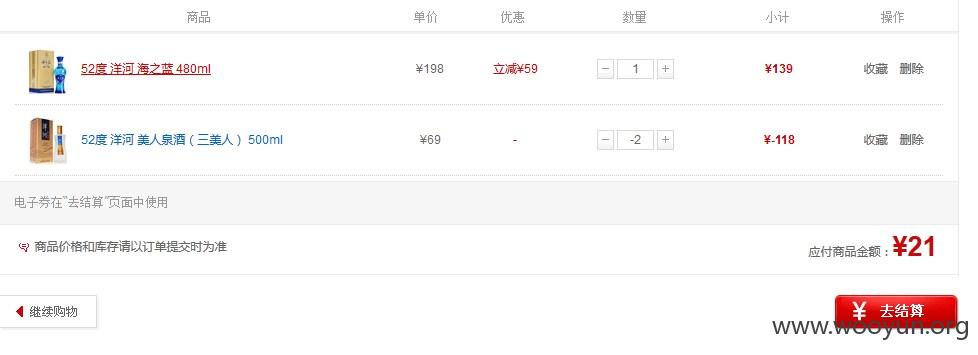 商品 单价 优惠 数量 小计 操作
52度 洋河 海之蓝 480ml ¥198 立减¥59 − 1 + ¥139 收藏 删除
52度 洋河 美人泉酒（三美人） 500ml ¥69 - − -2 + ¥-118 收藏 删除
电子券在"去结算"页面中使用
商品价格和库存请以订单提交时为准 应付商品金额：¥21
继续购物 ¥ 去结算
www.wooyun.org